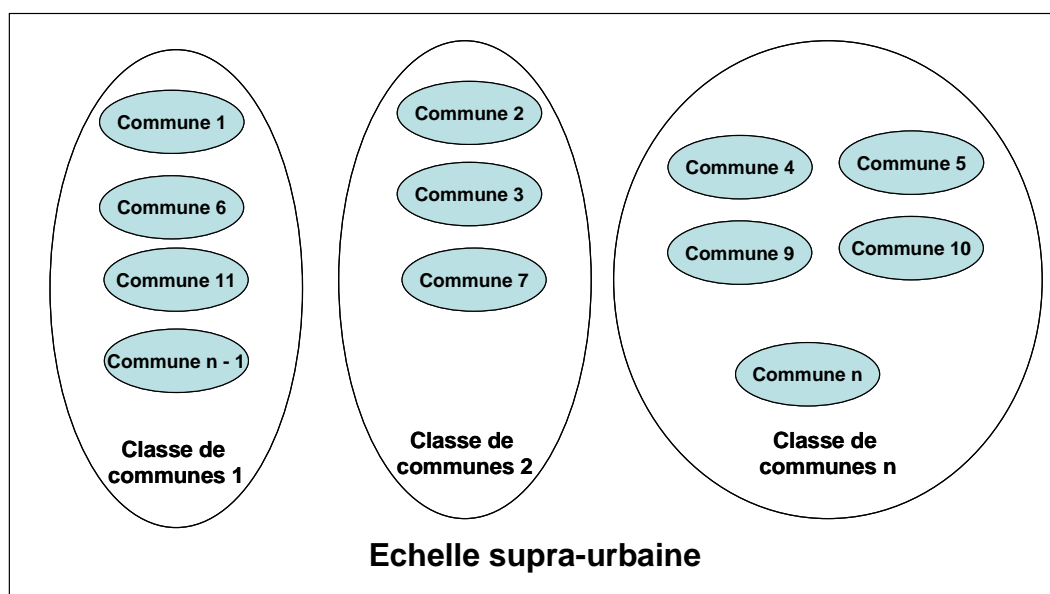 Commune 1
Commune 6
Commune 11
Commune n - 1
Classe de
communes 1
Commune 2
Commune 3
Commune 7
Classe de
communes 2
Commune 4
Commune 5
Commune 9
Commune 10
Commune n
Classe de
communes n
Echelle supra-urbaine